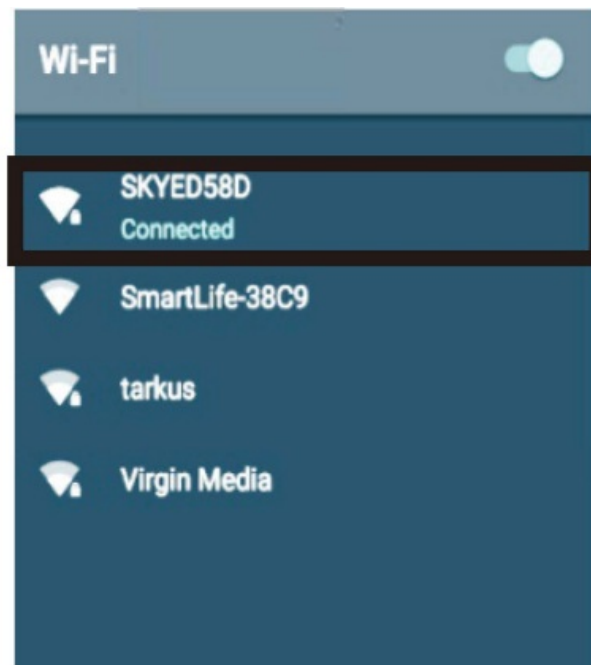 Wi-Fi
SKYED58D
Connected
SmartLife-38C9
tarkus
Virgin Media